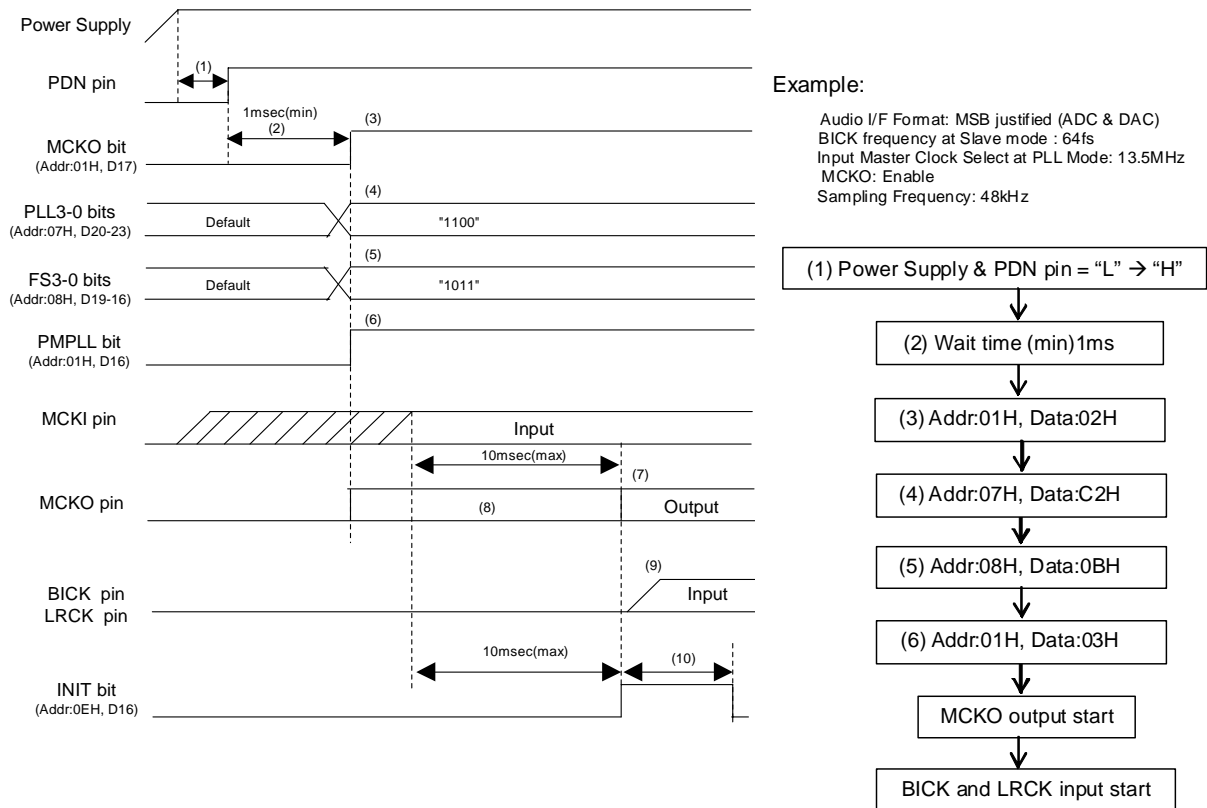 Power Supply
(1)
PDN pin
1msec(min)
(2)
(3)
MCKO bit
(Addr:01H, D17)
(4)
PLL3-0 bits
(Addr:07H, D20-23)
Default
"1100"
(5)
FS3-0 bits
(Addr:08H, D19-16)
Default
"1011"
(6)
PMPLL bit
(Addr:01H, D16)
MCKI pin
Input
10msec(max)
(7)
MCKO pin
(8)
Output
(9)
BICK pin
LRCK pin
Input
10msec(max)
(10)
INIT bit
(Addr:0EH, D16)
Example:
Audio I/F Format: MSB justified (ADC & DAC)
BICK frequency at Slave mode : 64fs
Input Master Clock Select at PLL Mode: 13.5MHz
MCKO: Enable
Sampling Frequency: 48kHz
(1) Power Supply & PDN pin = “L” → “H”
(2) Wait time (min)1ms
(3) Addr:01H, Data:02H
(4) Addr:07H, Data:C2H
(5) Addr:08H, Data:0BH
(6) Addr:01H, Data:03H
MCKO output start
BICK and LRCK input start